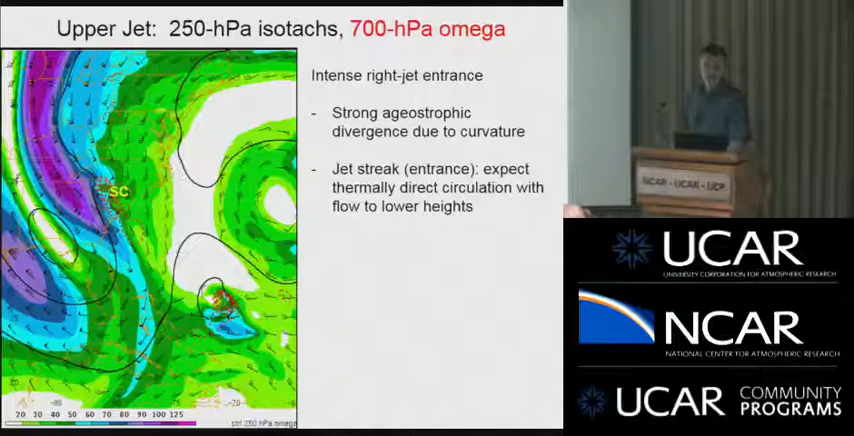 Upper Jet: 250-hPa isotachs, 700-hPa omega
Intense right-jet entrance
- Strong ageostrophic
divergence due to curvature
- Jet streak (entrance): expect
thermally direct circulation with
flow to lower heights
SC
-85
-20
20 30 40 50 60 70 80 90 100 125
ctrl 250 hPa omega
NCAR - UCAR - UCP
UCAR
UNIVERSITY CORPORATION FOR ATMOSPHERIC RESEARCH
NCAR
NATIONAL CENTER FOR ATMOSPHERIC RESEARCH
UCAR COMMUNITY
PROGRAMS